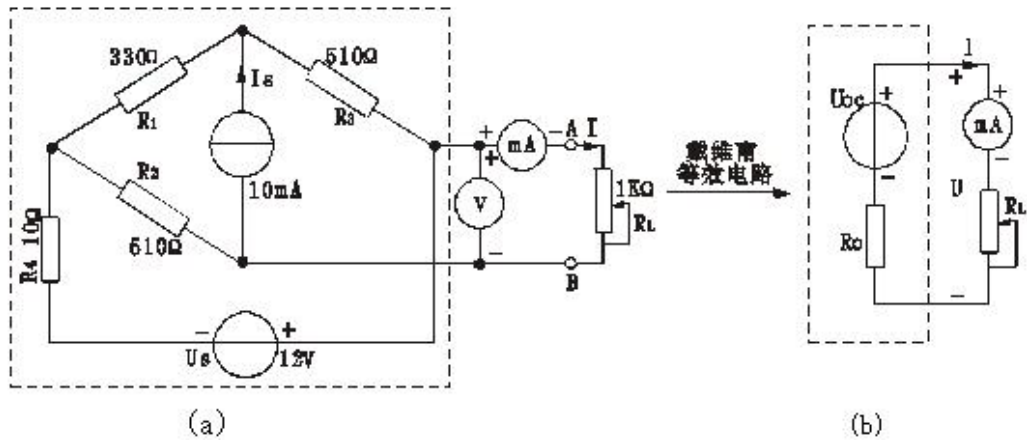 330Ω
R1
Is
510Ω
R3
R2
510Ω
10mA
R4 10Ω
- Us + 12V
+ mA - A I
+ V -
1KΩ
RL
B
戴维南
等效电路
I
+
Uoc + -
+ mA -
U
RL
Ro
-
(a)
(b)